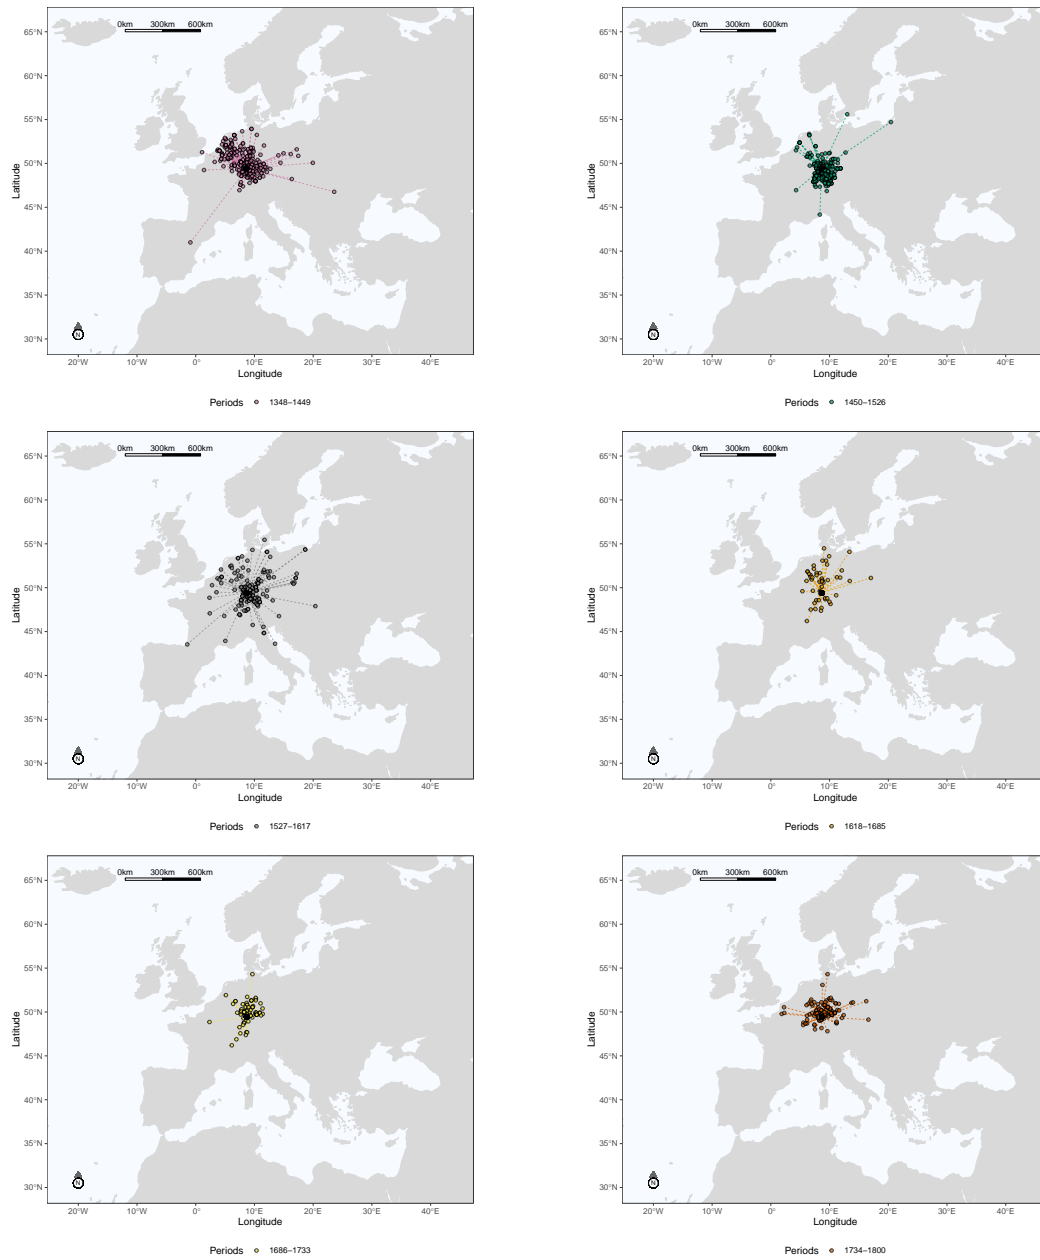 0km 300km 600km
65°N
60°N
55°N
50°N
45°N
40°N
35°N
30°N
Latitude
N
20°W 10°W 0° 10°E 20°E 30°E 40°E
Longitude
Periods 1348–1449
0km 300km 600km
65°N
60°N
55°N
50°N
45°N
40°N
35°N
30°N
Latitude
N
20°W 10°W 0° 10°E 20°E 30°E 40°E
Longitude
Periods 1450–1526
0km 300km 600km
65°N
60°N
55°N
50°N
45°N
40°N
35°N
30°N
Latitude
N
20°W 10°W 0° 10°E 20°E 30°E 40°E
Longitude
Periods 1527–1617
0km 300km 600km
65°N
60°N
55°N
50°N
45°N
40°N
35°N
30°N
Latitude
N
20°W 10°W 0° 10°E 20°E 30°E 40°E
Longitude
Periods 1618–1685
0km 300km 600km
65°N
60°N
55°N
50°N
45°N
40°N
35°N
30°N
Latitude
N
20°W 10°W 0° 10°E 20°E 30°E 40°E
Longitude
Periods 1686–1733
0km 300km 600km
65°N
60°N
55°N
50°N
45°N
40°N
35°N
30°N
Latitude
N
20°W 10°W 0° 10°E 20°E 30°E 40°E
Longitude
Periods 1734–1800